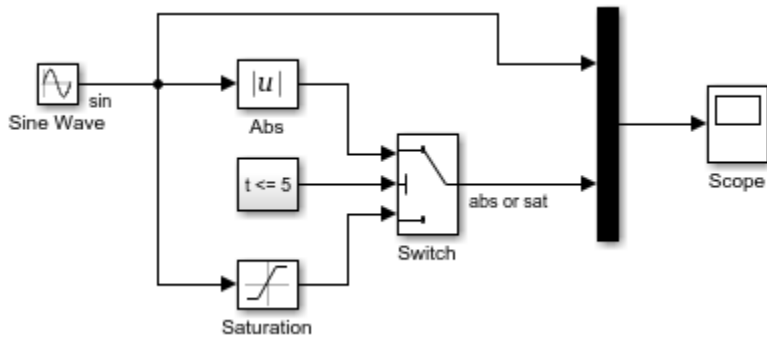 sin
Sine Wave
|u|
Abs
t <= 5
abs or sat
Switch
Saturation
Scope